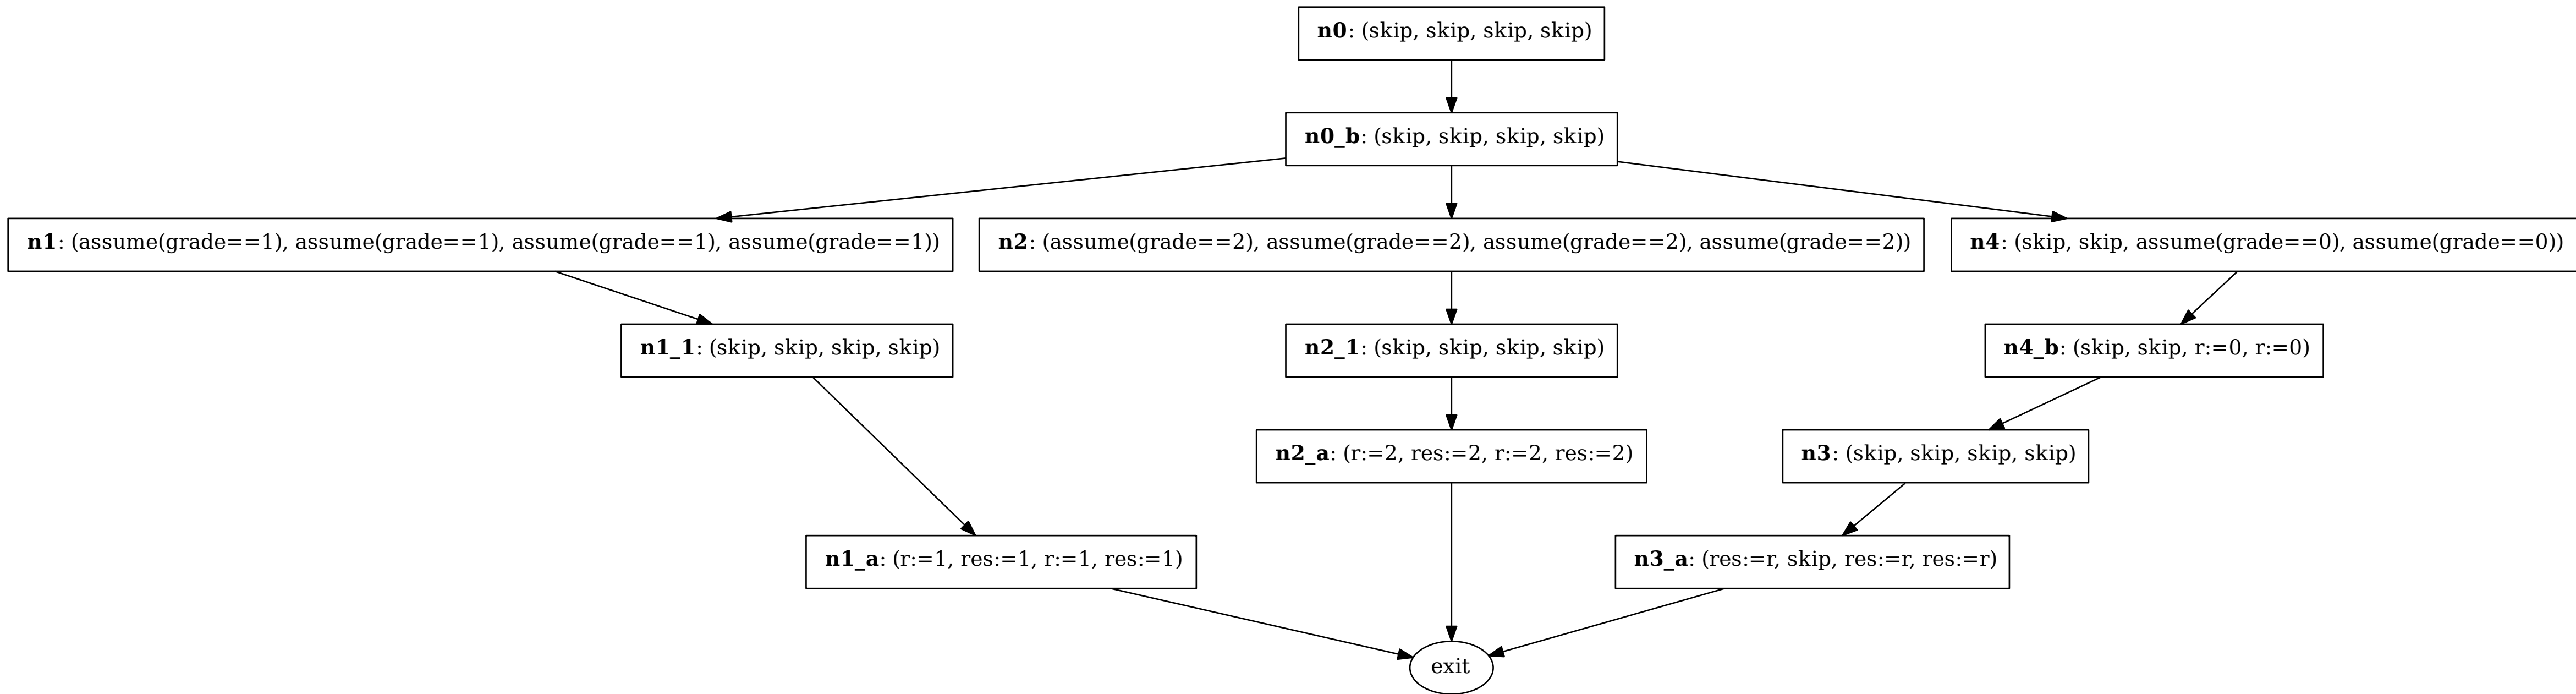 n0: (skip, skip, skip, skip)
n0_b: (skip, skip, skip, skip)
n1: (assume(grade==1), assume(grade==1), assume(grade==1), assume(grade==1))
n2: (assume(grade==2), assume(grade==2), assume(grade==2), assume(grade==2))
n4: (skip, skip, assume(grade==0), assume(grade==0))
n1_1: (skip, skip, skip, skip)
n2_1: (skip, skip, skip, skip)
n4_b: (skip, skip, r:=0, r:=0)
n2_a: (r:=2, res:=2, r:=2, res:=2)
n3: (skip, skip, skip, skip)
n1_a: (r:=1, res:=1, r:=1, res:=1)
n3_a: (res:=r, skip, res:=r, res:=r)
exit